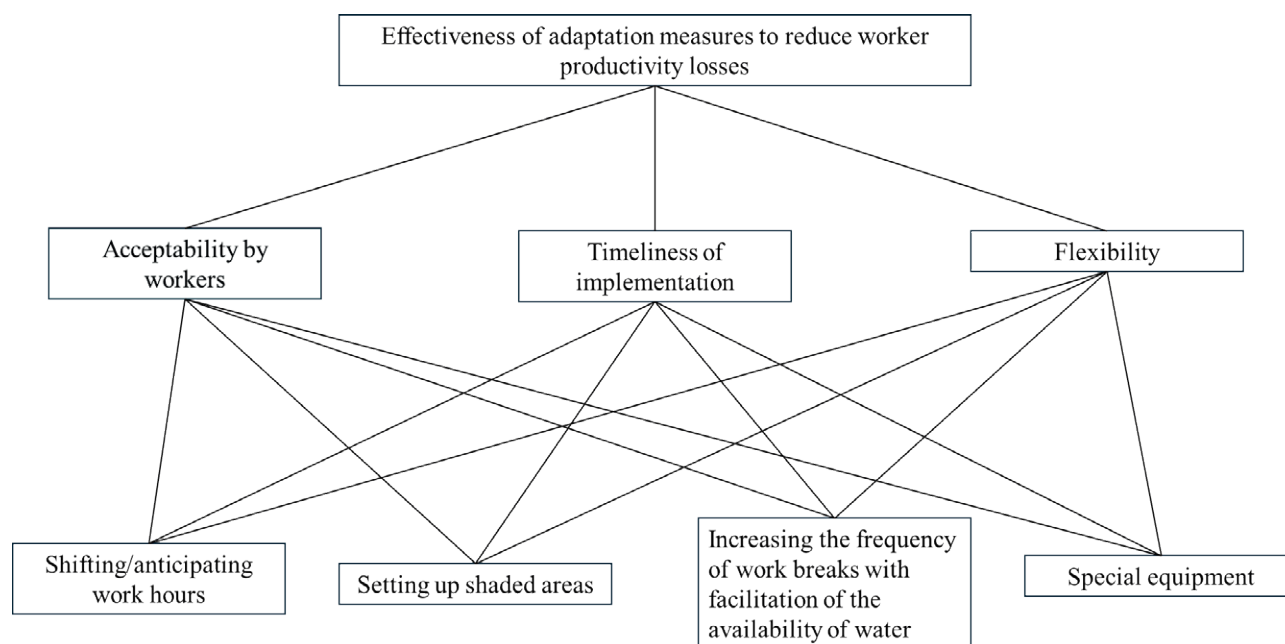 Effectiveness of adaptation measures to reduce worker
productivity losses
Acceptability by
workers
Timeliness of
implementation
Flexibility
Shifting/anticipating
work hours
Setting up shaded areas
Increasing the frequency
of work breaks with
facilitation of the
availability of water
Special equipment